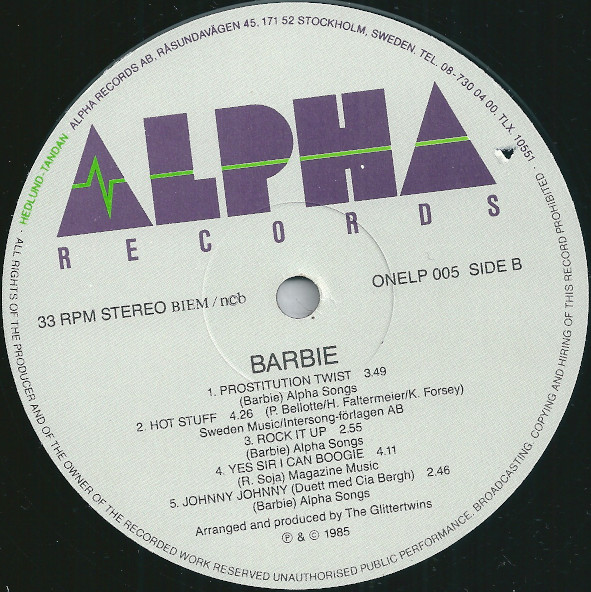 HEDLUND-TANDAN
ALPHA RECORDS AB, RÅSUNDAVÄGEN 45, 171 52 STOCKHOLM, SWEDEN. TEL. 08-730 04 00. TLX. 10551 ·
ALPHA
RECORDS
ONELP 005 SIDE B
33 RPM STEREO BIEM / ncb
BARBIE
1. PROSTITUTION TWIST 3.49
(Barbie) Alpha Songs
2. HOT STUFF 4.26 (P. Bellotte/H. Faltermeier/K. Forsey)
Sweden Music/Intersong-förlagen AB
3. ROCK IT UP 2.55
(Barbie) Alpha Songs
4. YES SIR I CAN BOOGIE 4.11
(R. Soja) Magazine Music
5. JOHNNY JOHNNY (Duett med Cia Bergh) 2.46
(Barbie) Alpha Songs
Arranged and produced by The Glittertwins
℗ & © 1985
· ALL RIGHTS OF THE PRODUCER AND OF THE OWNER OF THE RECORDED WORK RESERVED UNAUTHORISED PUBLIC PERFORMANCE, BROADCASTING, COPYING AND HIRING OF THIS RECORD PROHIBITED